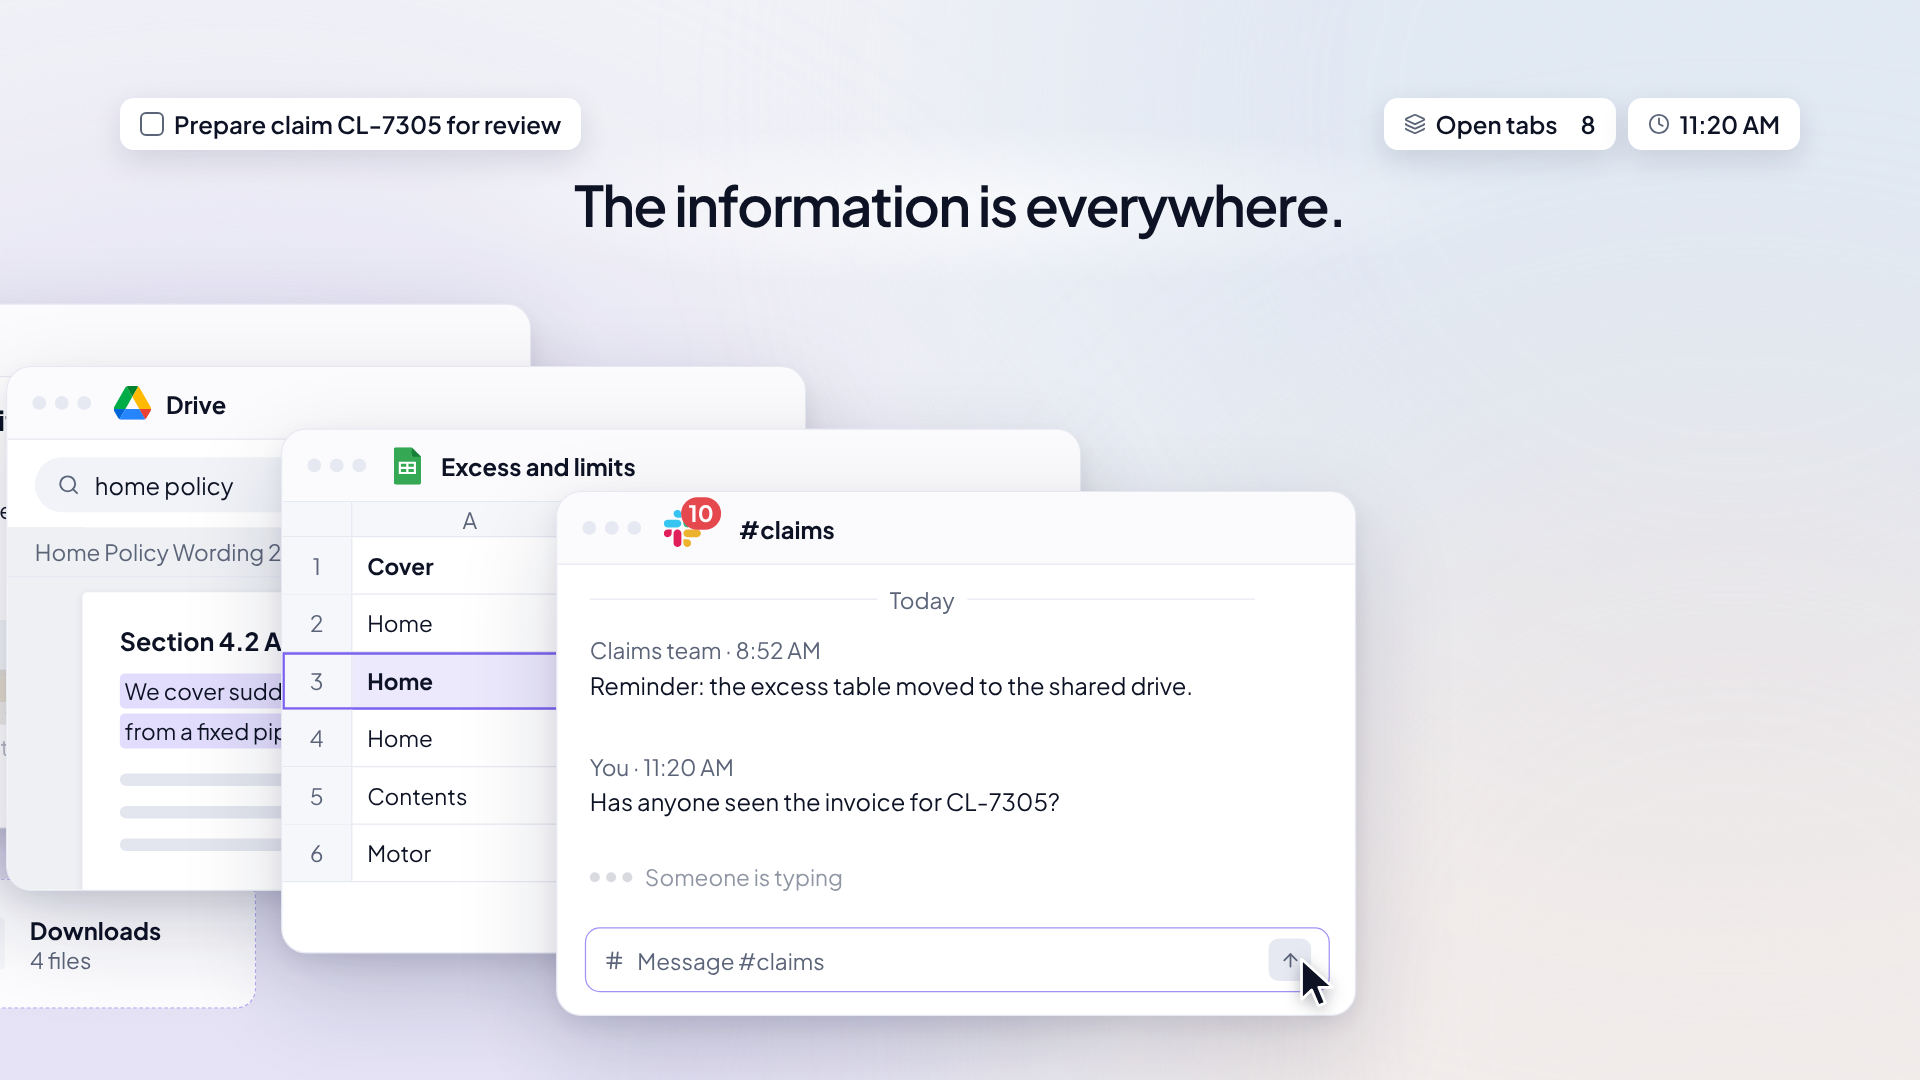 Prepare claim CL-7305 for review
Open tabs 8
11:20 AM
The information is everywhere.
Drive
home policy
Home Policy Wording 2
Section 4.2 A
We cover sudd
from a fixed pip
Downloads
4 files
Excess and limits
A
1 Cover
2 Home
3 Home
4 Home
5 Contents
6 Motor
10
#claims
Today
Claims team · 8:52 AM
Reminder: the excess table moved to the shared drive.
You · 11:20 AM
Has anyone seen the invoice for CL-7305?
Someone is typing
# Message #claims